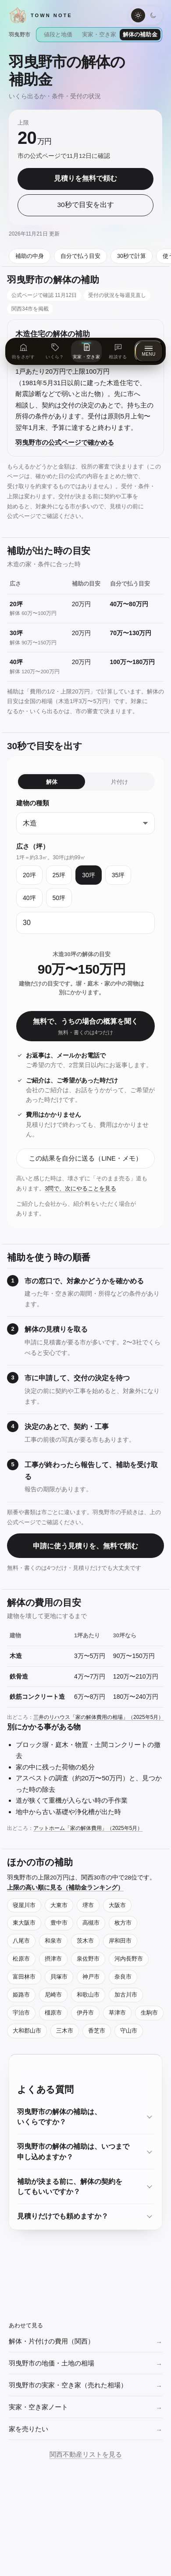 TOWN NOTE
羽曳野市
値段と地価
実家・空き家
解体の補助金
羽曳野市の解体の
補助金
いくら出るか・条件・受付の状況
上限
20万円
市の公式ページで11月12日に確認
見積りを無料で頼む
30秒で目安を出す
2026年11月21日 更新
補助の中身
自分で払う目安
30秒で計算
羽曳野市の解体の補助
公式ページで確認 11月12日
受付の状況を毎週見直し
関西34市を掲載
木造住宅の解体の補助
街をさがす
いくら？
実家・空き家
相談する
MENU
1戸あたり20万円で上限100万円
（1981年5月31日以前に建った木造住宅で、
耐震診断などで弱いと出た物）。先に市へ
相談し、契約は交付の決定のあとで、持ち主の
所得の条件があります。受付は原則5月上旬〜
翌年1月末、予算に達すると終わります。
羽曳野市の公式ページで確かめる
もらえるかどうかと金額は、役所の審査で決まります（このページは、確かめた日の公式の内容をまとめた物で、受け取りを約束するものではありません）。受付・条件・上限は変わります。交付が決まる前に契約や工事を始めると、対象外になる市が多いので、見積りの前に公式ページでご確認ください。
補助が出た時の目安
木造の家・条件に合った時
広さ
補助の目安
自分で払う目安
20坪
20万円
40万〜80万円
解体 60万〜100万円
30坪
20万円
70万〜130万円
解体 90万〜150万円
40坪
20万円
100万〜180万円
解体 120万〜200万円
補助は「費用の1/2・上限20万円」で計算しています。解体の目安は全国の相場（木造1坪3万〜5万円）です。対象になるか・いくら出るかは、市の審査で決まります。
30秒で目安を出す
解体
片付け
建物の種類
木造
広さ（坪）
1坪＝約3.3㎡。30坪は約99㎡
20坪
25坪
30坪
35坪
40坪
50坪
30
木造30坪の解体の目安
90万〜150万円
建物だけの目安です。塀・庭木・家の中の荷物は
別にかかります。
無料で、うちの場合の概算を聞く
無料・書くのは4つだけ
お返事は、メールかお電話で
ご希望の方で、2営業日以内にお返事します。
ご紹介は、ご希望があった時だけ
会社のご紹介は、お話をうかがって、ご希望があった時だけです。
費用はかかりません
見積りだけで終わっても、費用はかかりません。
この結果を自分に送る（LINE・メモ）
高いと感じた時は、壊さずに「そのまま売る」道もあります。3問で、次にやることを見る
ご紹介した会社から、紹介料をいただく場合があります。
補助を使う時の順番
1
市の窓口で、対象かどうかを確かめる
建った年・空き家の期間・所得などの条件があります。
2
解体の見積りを取る
申請に見積書が要る市が多いです。2〜3社でくらべると安心です。
3
市に申請して、交付の決定を待つ
決定の前に契約や工事を始めると、対象外になります。
4
決定のあとで、契約・工事
工事の前後の写真が要る市もあります。
5
工事が終わったら報告して、補助を受け取る
報告の期限があります。
順番や書類は市ごとに違います。羽曳野市の手続きは、上の公式ページでご確認ください。
申請に使う見積りを、無料で頼む
無料・書くのは4つだけ・見積りだけでも大丈夫です
解体の費用の目安
建物を壊して更地にするまで
建物
1坪あたり
30坪なら
木造
3万〜5万円
90万〜150万円
鉄骨造
4万〜7万円
120万〜210万円
鉄筋コンクリート造
6万〜8万円
180万〜240万円
出どころ：三井のリハウス「家の解体費用の相場」（2025年5月）
別にかかる事がある物
ブロック塀・庭木・物置・土間コンクリートの撤去
家の中に残った荷物の処分
アスベストの調査（約20万〜50万円）と、見つかった時の除去
道が狭くて重機が入らない時の手作業
地中から古い基礎や浄化槽が出た時
出どころ：アットホーム「家の解体費用」（2025年5月）
ほかの市の補助
羽曳野市の上限の20万円は、関西30市の中で28位です。
上限の高い順に見る（補助金ランキング）
寝屋川市
大東市
堺市
大阪市
東大阪市
豊中市
高槻市
枚方市
八尾市
和泉市
茨木市
岸和田市
松原市
摂津市
泉佐野市
河内長野市
富田林市
貝塚市
神戸市
奈良市
姫路市
尼崎市
和歌山市
加古川市
宇治市
橿原市
伊丹市
草津市
生駒市
大和郡山市
三木市
香芝市
守山市
よくある質問
羽曳野市の解体の補助は、
いくらですか？
羽曳野市の解体の補助は、いつまで
申し込めますか？
補助が決まる前に、解体の契約を
してもいいですか？
見積りだけでも頼めますか？
あわせて見る
解体・片付けの費用（関西）
→
羽曳野市の地価・土地の相場
→
羽曳野市の実家・空き家（売れた相場）
→
実家・空き家ノート
→
家を売りたい
→
関西不動産リストを見る